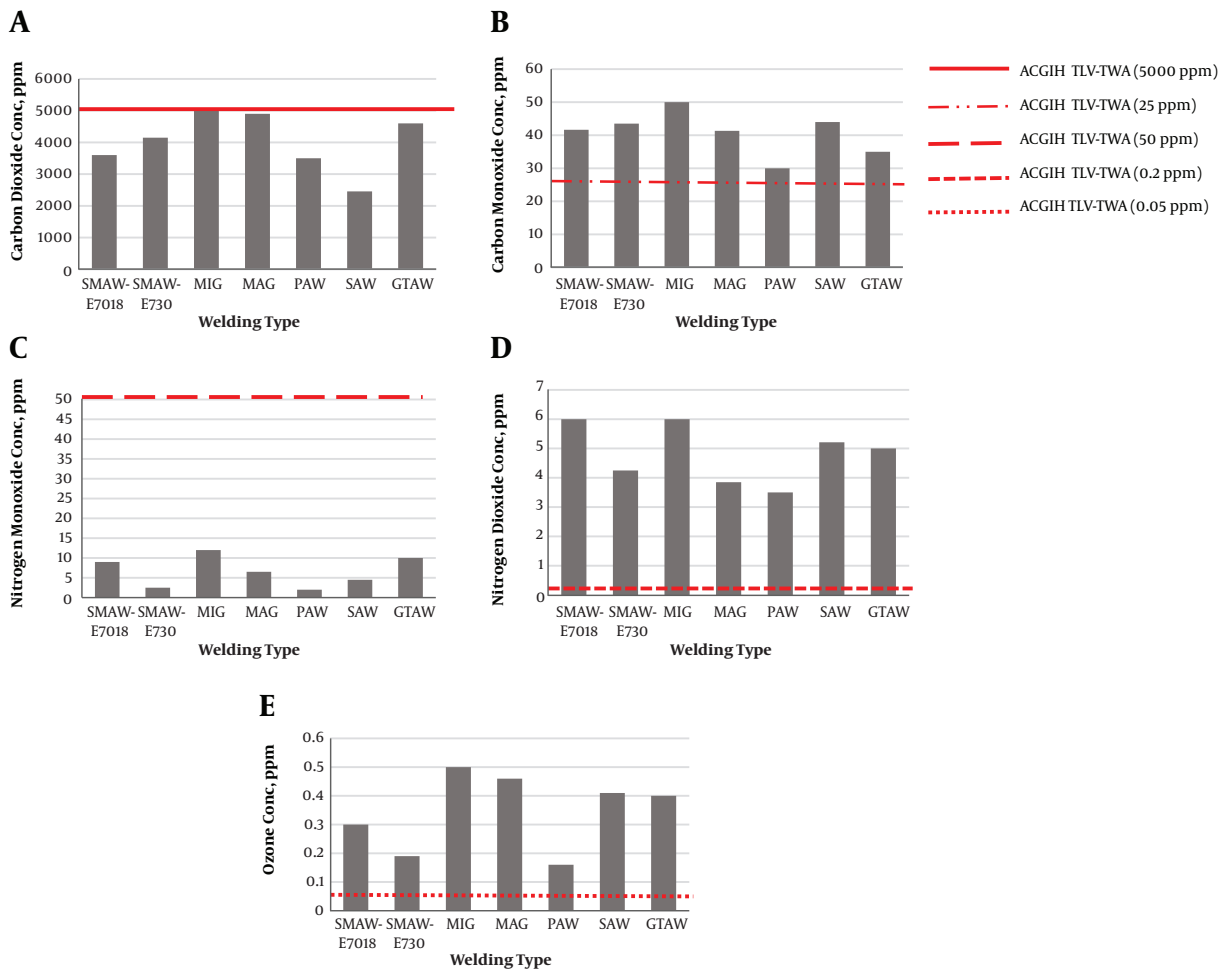 A
Carbon Dioxide Conc, ppm
6000
5000
4000
3000
2000
1000
0
SMAW-E7018
SMAW-E730
MIG
MAG
PAW
SAW
GTAW
Welding Type
B
Carbon Monoxide Conc, ppm
60
50
40
30
20
10
0
SMAW-E7018
SMAW-E730
MIG
MAG
PAW
SAW
GTAW
Welding Type
ACGIH TLV-TWA (5000 ppm)
ACGIH TLV-TWA (25 ppm)
ACGIH TLV-TWA (50 ppm)
ACGIH TLV-TWA (0.2 ppm)
ACGIH TLV-TWA (0.05 ppm)
C
Nitrogen Monoxide Conc, ppm
50
45
40
35
30
25
20
15
10
5
0
SMAW-E7018
SMAW-E730
MIG
MAG
PAW
SAW
GTAW
Welding Type
D
Nitrogen Dioxide Conc, ppm
7
6
5
4
3
2
1
0
SMAW-E7018
SMAW-E730
MIG
MAG
PAW
SAW
GTAW
Welding Type
E
Ozone Conc, ppm
0.6
0.5
0.4
0.3
0.2
0.1
0
SMAW-E7018
SMAW-E730
MIG
MAG
PAW
SAW
GTAW
Welding Type